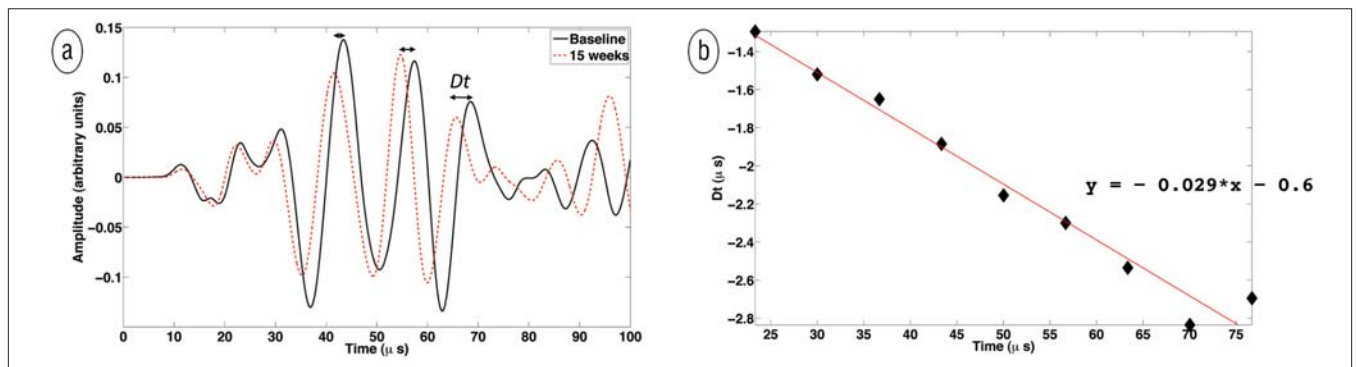 a
0.15
0.1
0.05
0
−0.05
−0.1
Amplitude (arbitrary units)
Baseline
15 weeks
Dt
0 10 20 30 40 50 60 70 80 90 100
Time (μ s)
b
−1.4
−1.6
−1.8
−2
−2.2
−2.4
−2.6
−2.8
Dt(μ s)
y = − 0.029*x − 0.6
25 30 35 40 45 50 55 60 65 70 75
Time (μ s)